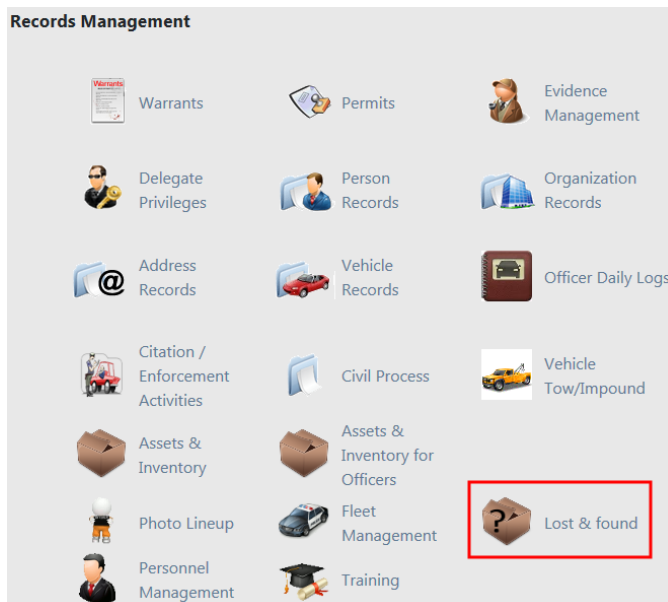 Records Management
Warrants
Warrants
Permits
Evidence
Management
Delegate
Privileges
Person
Records
Organization
Records
@
Address
Records
Vehicle
Records
Officer Daily Logs
Citation /
Enforcement
Activities
Civil Process
Vehicle
Tow/Impound
Assets &
Inventory
Assets &
Inventory for
Officers
Photo Lineup
Fleet
Management
?
Lost & found
Personnel
Management
Training